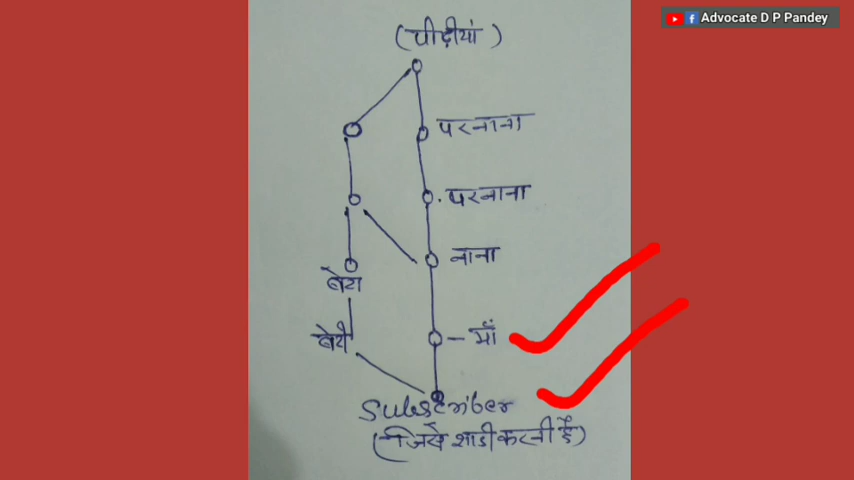 Advocate D P Pandey
(पीढ़ीयां)
परनाना
परनाना
नाना
बेटा
माँ
बेटी
Subscriber
(जिसे शादी करनी है)